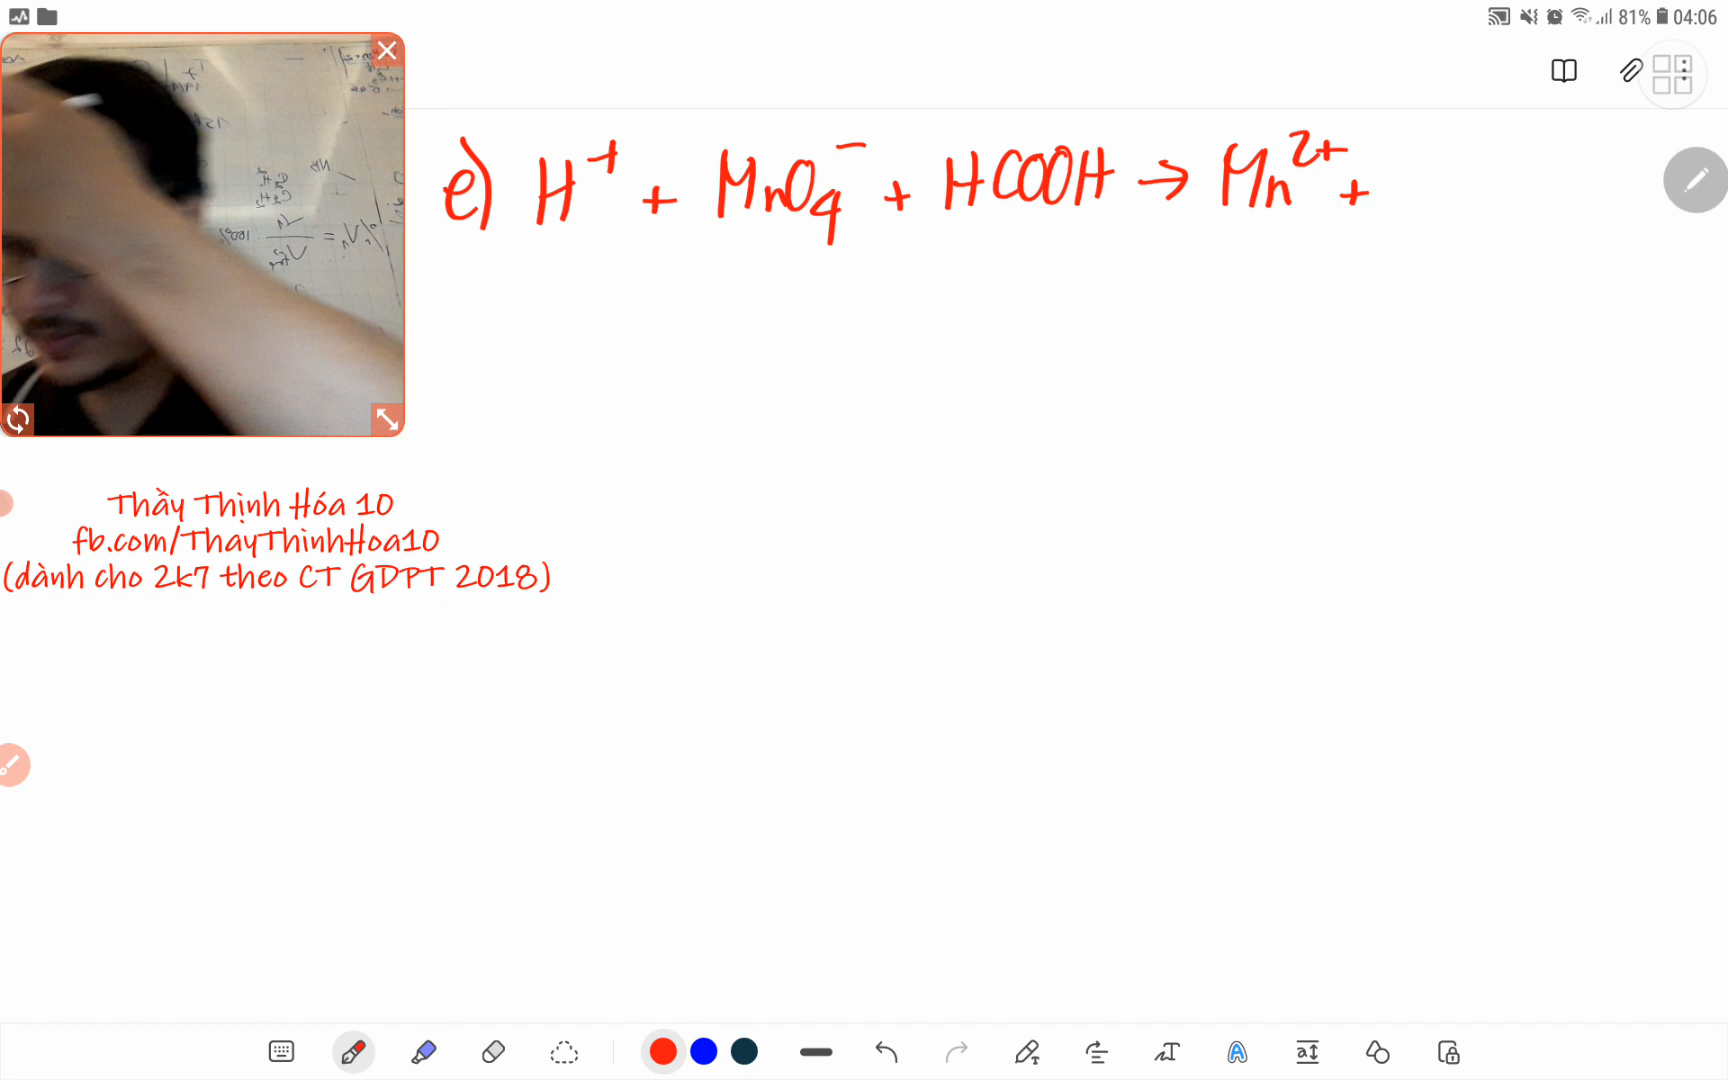 81% 04:06
e) H⁺ + MnO₄⁻ + HCOOH → Mn²⁺ +
Thầy Thịnh Hóa 10
fb.com/ThayThinhHoa10
(dành cho 2k7 theo CT GDPT 2018)